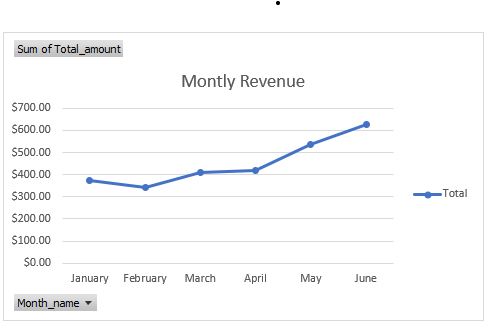 Sum of Total_amount
Montly Revenue
$700.00
$600.00
$500.00
$400.00
$300.00
$200.00
$100.00
$0.00
January February March April May June
Total
Month_name